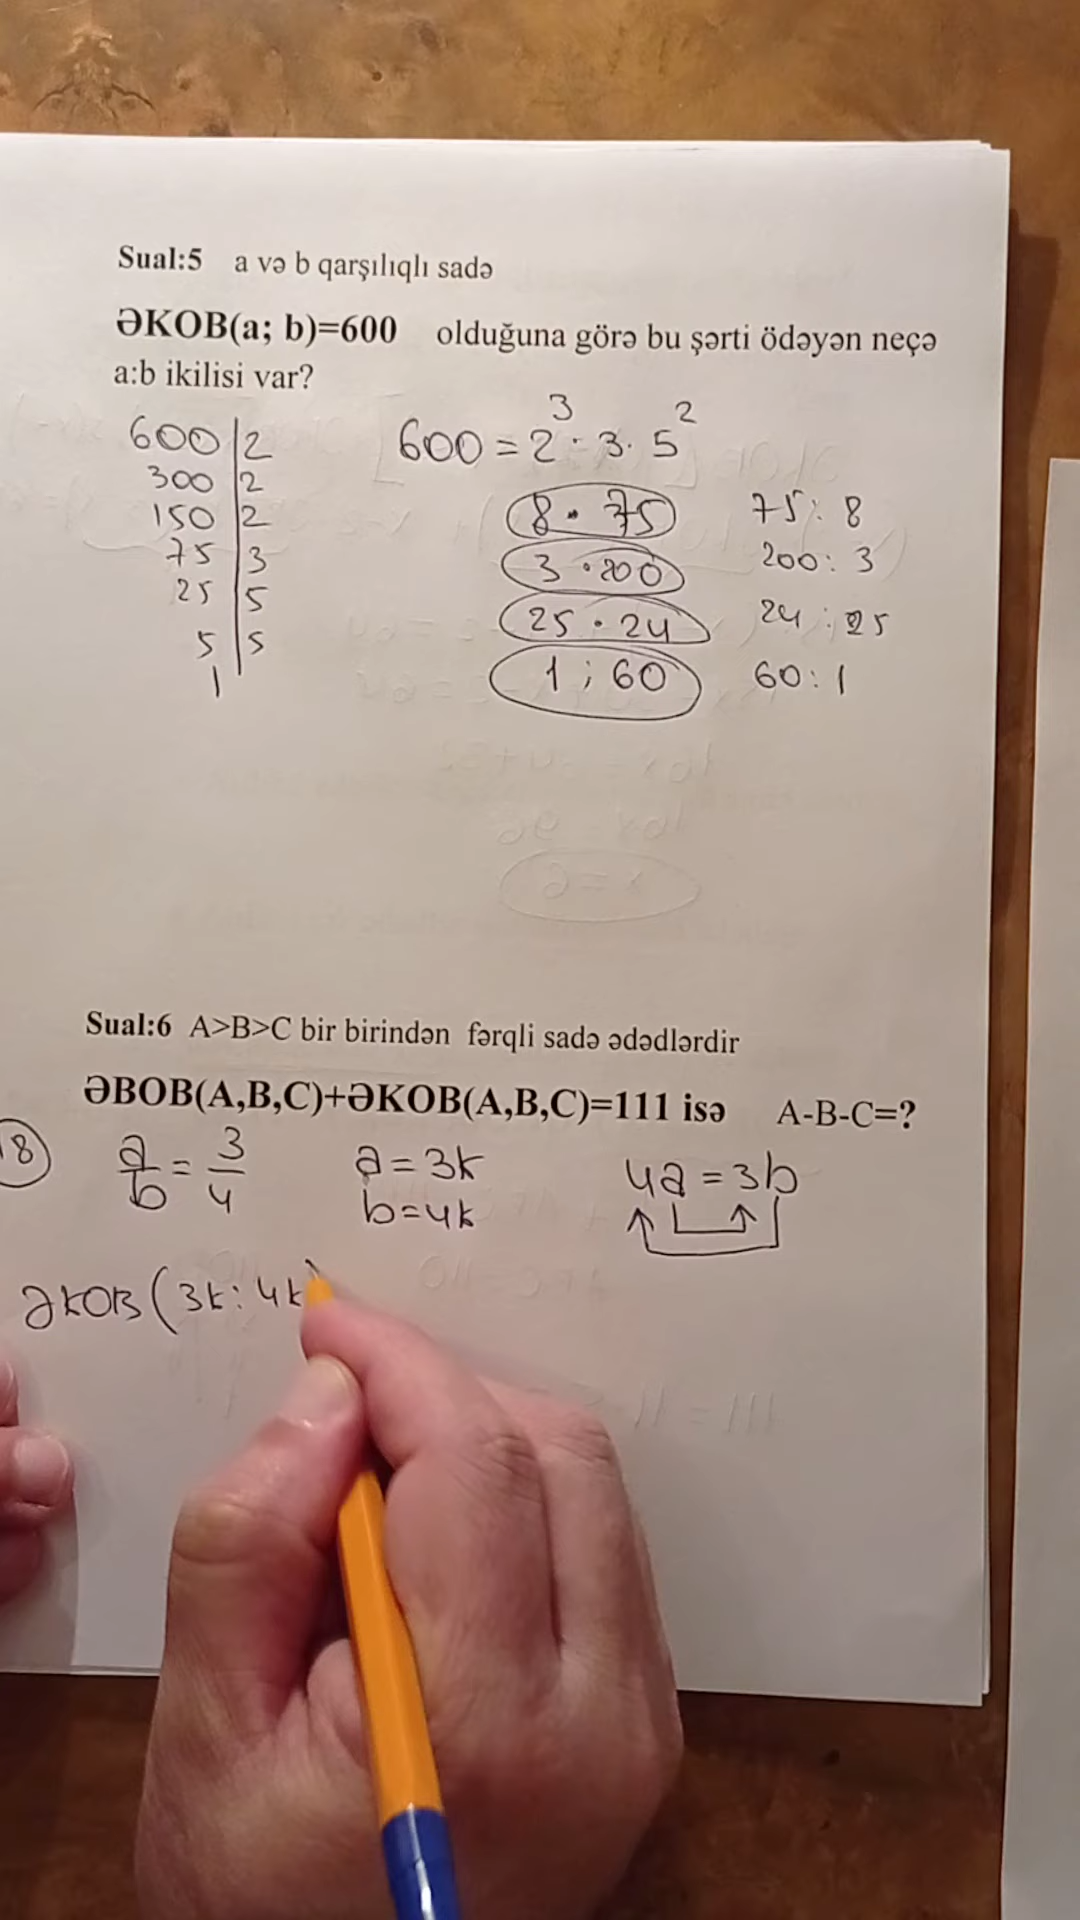 Sual:5 a və b qarşılıqlı sadə
ƏKOB(a; b)=600 olduğuna görə bu şərti ödəyən neçə
a:b ikilisi var?
600 | 2
300 | 2
150 | 2
75 | 3
25 | 5
5 | 5
1
600 = 2³ · 3 · 5²
8 · 75
3 · 200
25 · 24
1 ; 60
75 : 8
200 : 3
24 : 25
60 : 1
Sual:6 A>B>C bir birindən fərqli sadə ədədlərdir
ƏBOB(A,B,C)+ƏKOB(A,B,C)=111 isə A-B-C=?
18
a/b = 3/4
a = 3k
b = 4k
4a = 3b
ƏKOB (3k : 4k)